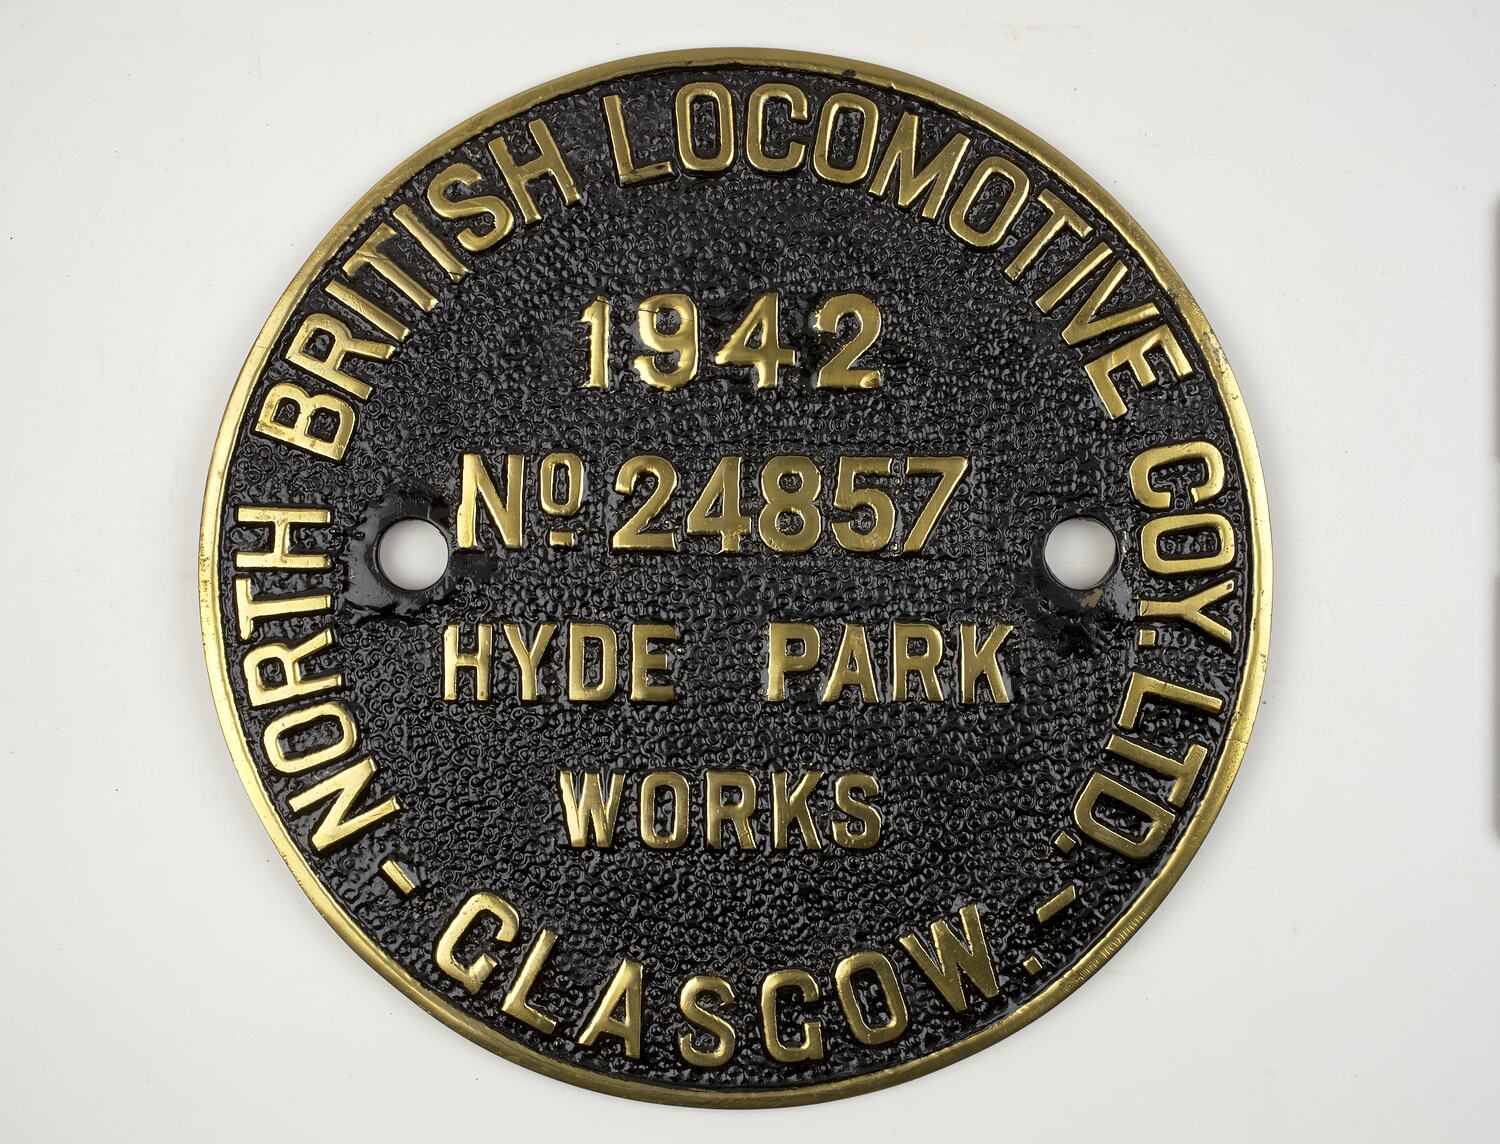 NORTH BRITISH LOCOMOTIVE COY. LTD.
1942
Nº 24857
HYDE PARK
WORKS
- GLASGOW. -